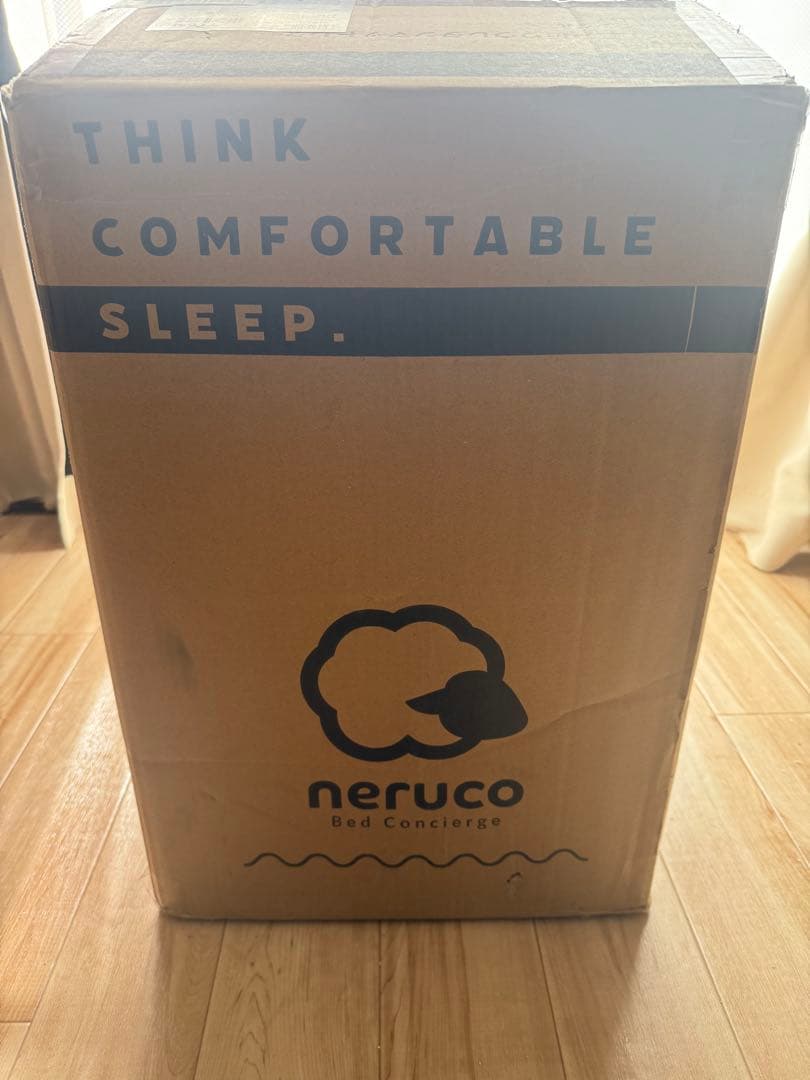 THINK
COMFORTABLE
SLEEP.
neruco
Bed Concierge